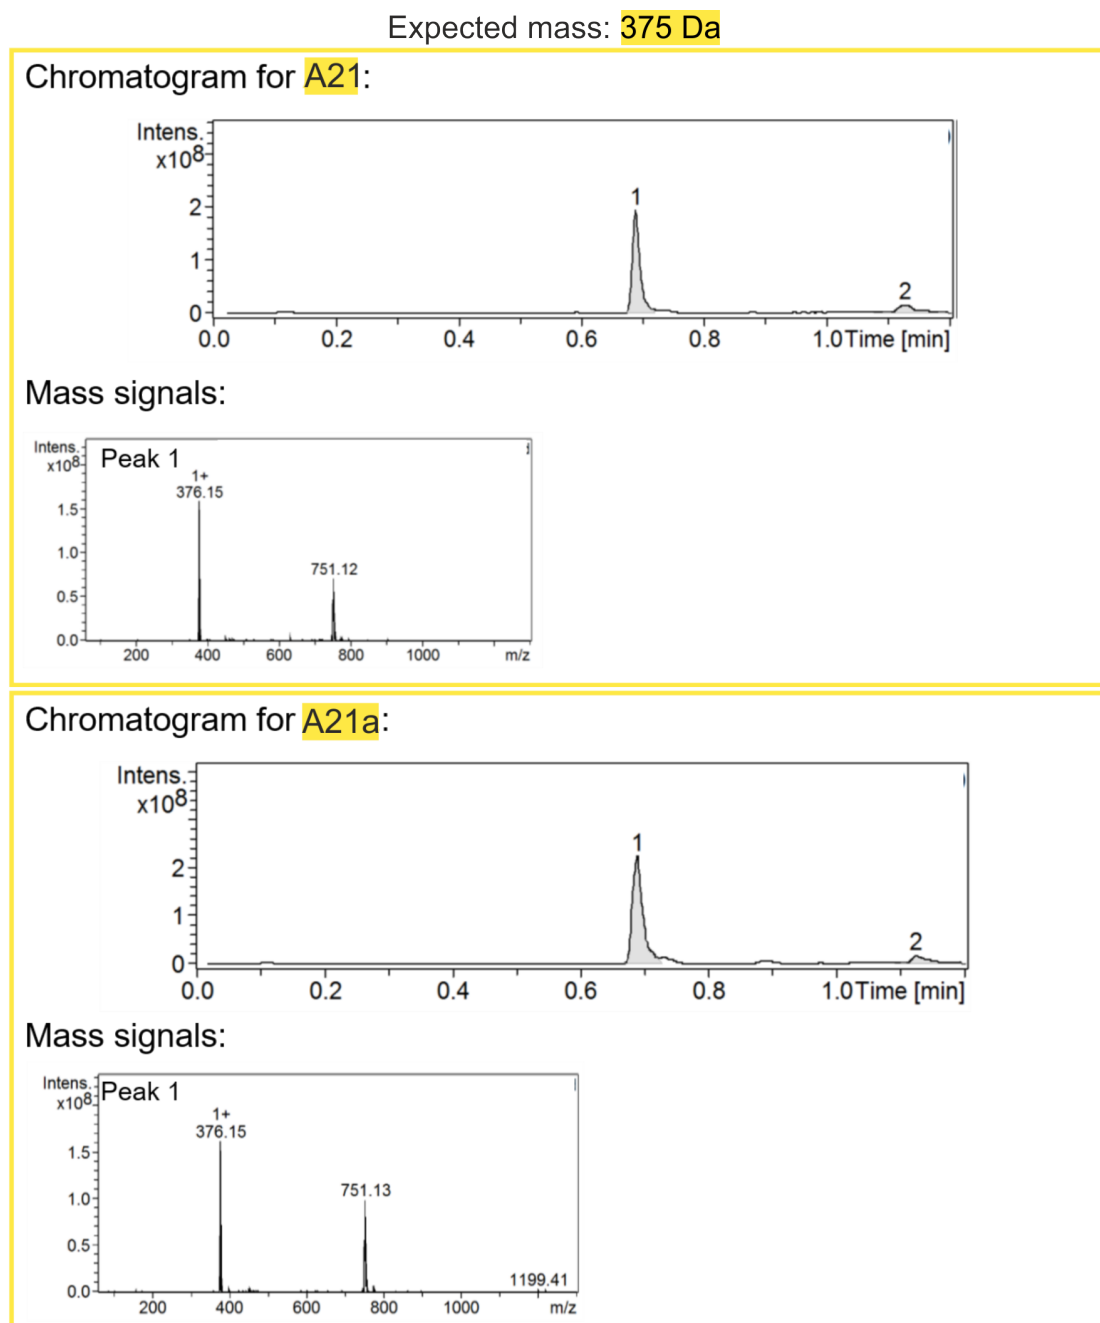 Expected mass: 375 Da
Chromatogram for A21:
Intens.
x108
1
2
1
2
0
0.0 0.2 0.4 0.6 0.8 1.0 Time [min]
Mass signals:
Intens.
x108
Peak 1
1+
376.15
1.5
1.0
751.12
0.5
0.0
200 400 600 800 1000 m/z
Chromatogram for A21a:
Intens.
x108
1
2
1
2
0
0.0 0.2 0.4 0.6 0.8 1.0 Time [min]
Mass signals:
Intens.
x108
Peak 1
1+
376.15
1.5
751.13
1.0
0.5
1199.41
0.0
200 400 600 800 1000 m/z